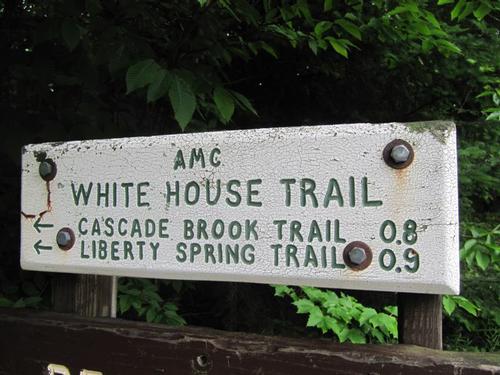 AMC
WHITE HOUSE TRAIL
← CASCADE BROOK TRAIL 0.8
← LIBERTY SPRING TRAIL 0.9